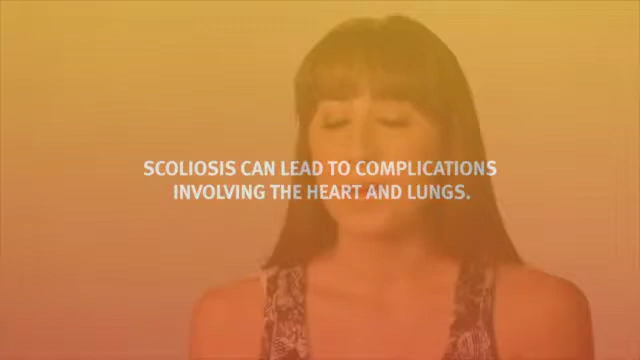 SCOLIOSIS CAN LEAD TO COMPLICATIONS
INVOLVING THE HEART AND LUNGS.